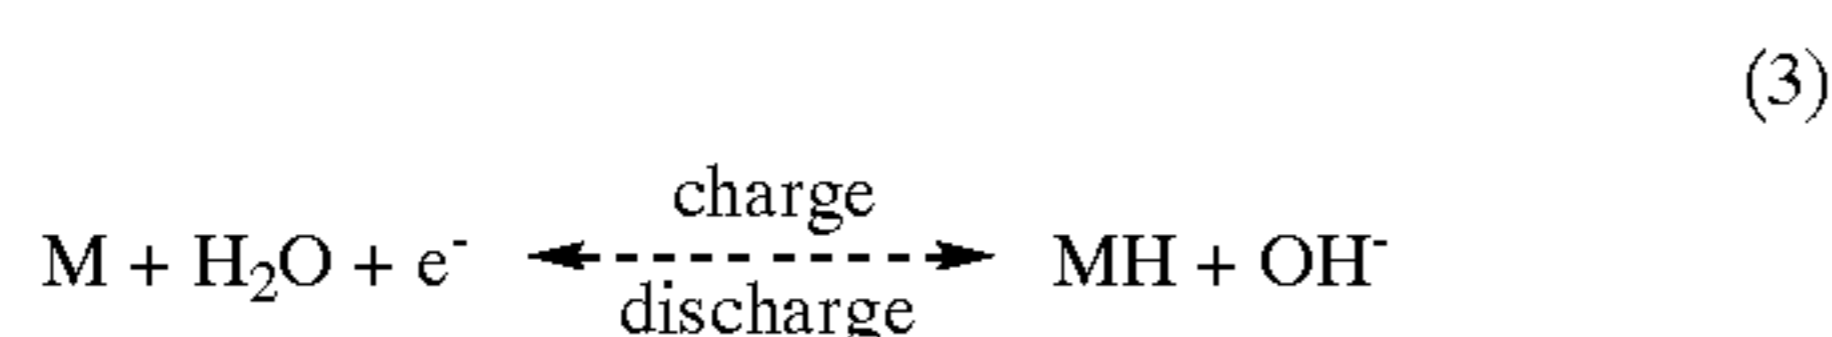 (3)
charge
M + H₂O + e⁻ MH + OH⁻
discharge